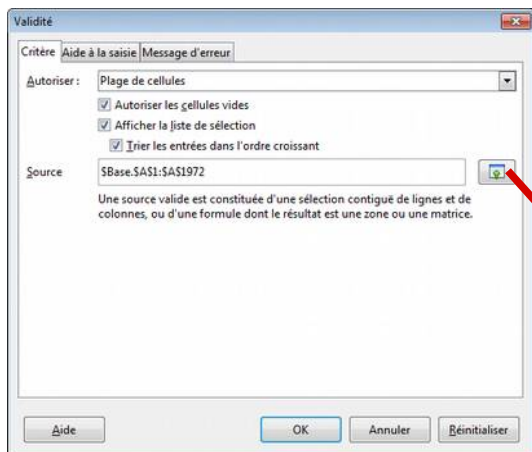 Validité
Critère Aide à la saisie Message d'erreur
Autoriser : Plage de cellules
Autoriser les cellules vides
Afficher la liste de sélection
Trier les entrées dans l'ordre croissant
Source $Base.$A$1:$A$1972
Une source valide est constituée d'une sélection contiguë de lignes et de
colonnes, ou d'une formule dont le résultat est une zone ou une matrice.
Aide OK Annuler Réinitialiser